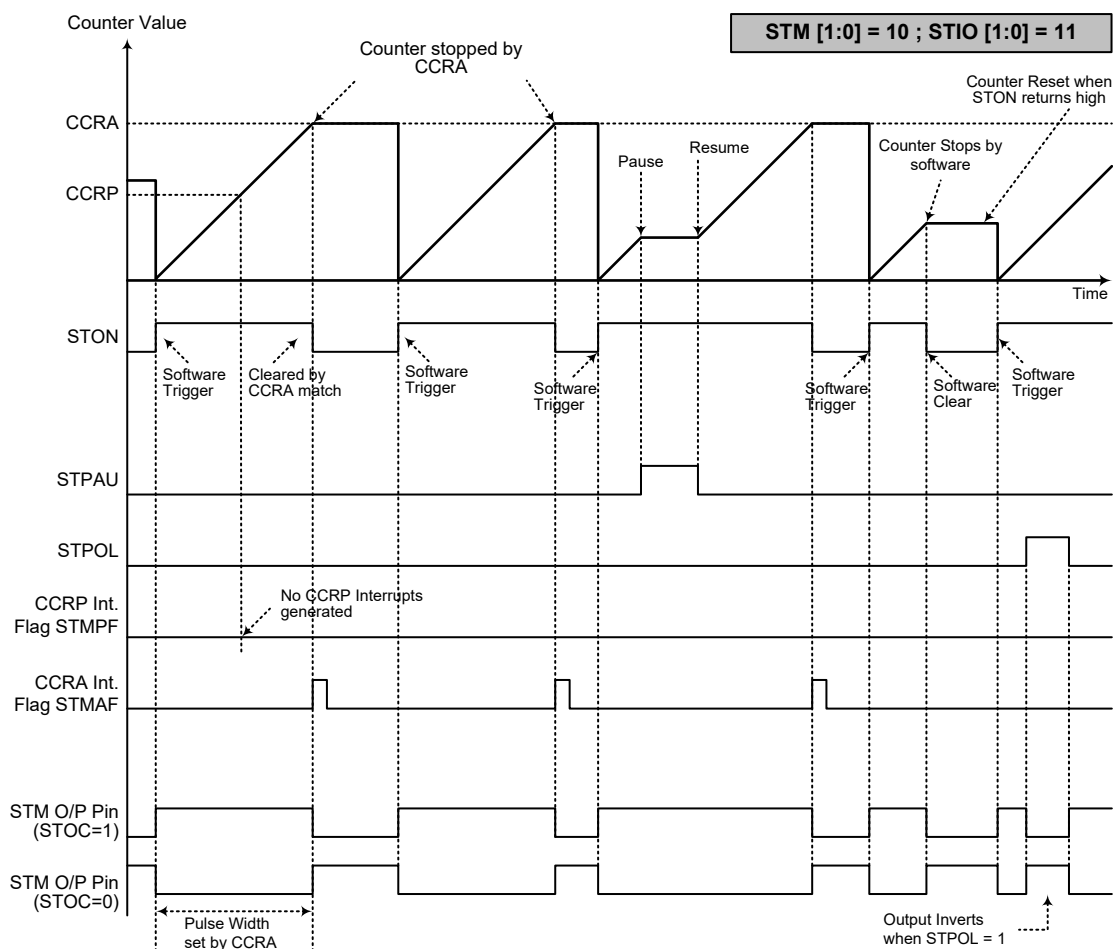 Counter Value
STM [1:0] = 10 ; STIO [1:0] = 11
Counter stopped by
CCRA
Counter Reset when
STON returns high
CCRA
Pause
Resume
Counter Stops by
software
CCRP
Time
STON
Software
Trigger
Cleared by
CCRA match
Software
Trigger
Software
Trigger
Software
Trigger
Software
Clear
Software
Trigger
STPAU
STPOL
CCRP Int.
Flag STMPF
No CCRP Interrupts
generated
CCRA Int.
Flag STMAF
STM O/P Pin
(STOC=1)
STM O/P Pin
(STOC=0)
Pulse Width
set by CCRA
Output Inverts
when STPOL = 1